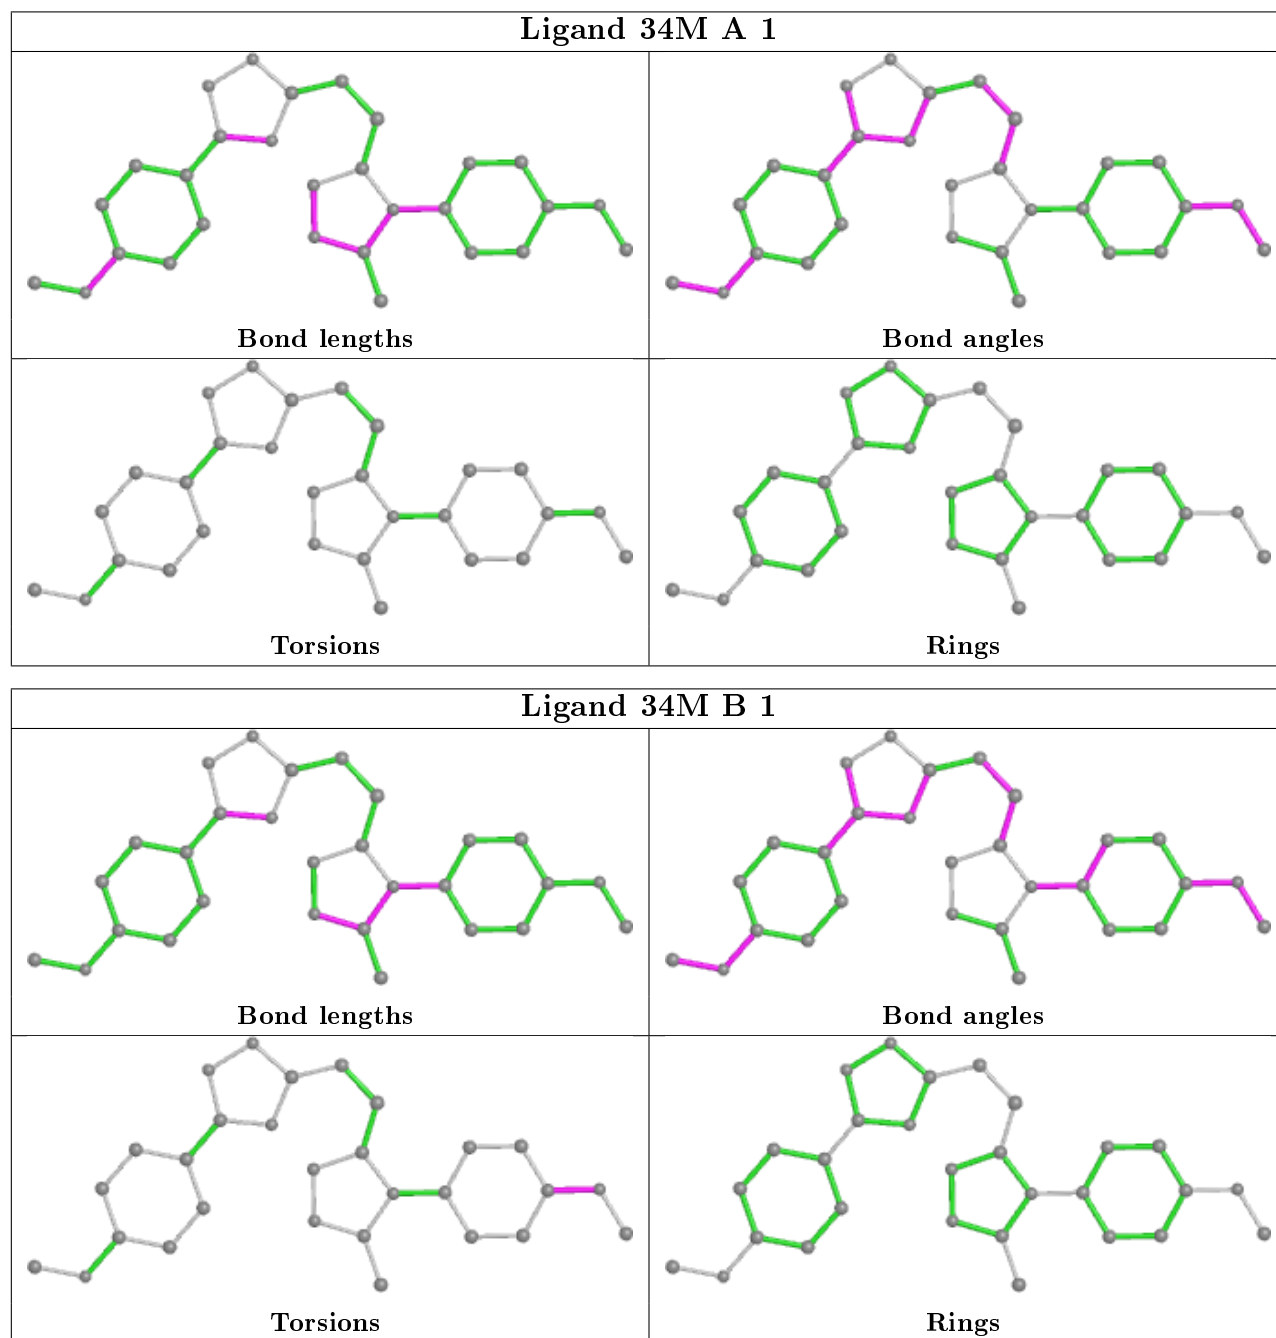 Ligand 34M A 1
Bond lengths
Bond angles
Torsions
Rings
Ligand 34M B 1
Bond lengths
Bond angles
Torsions
Rings